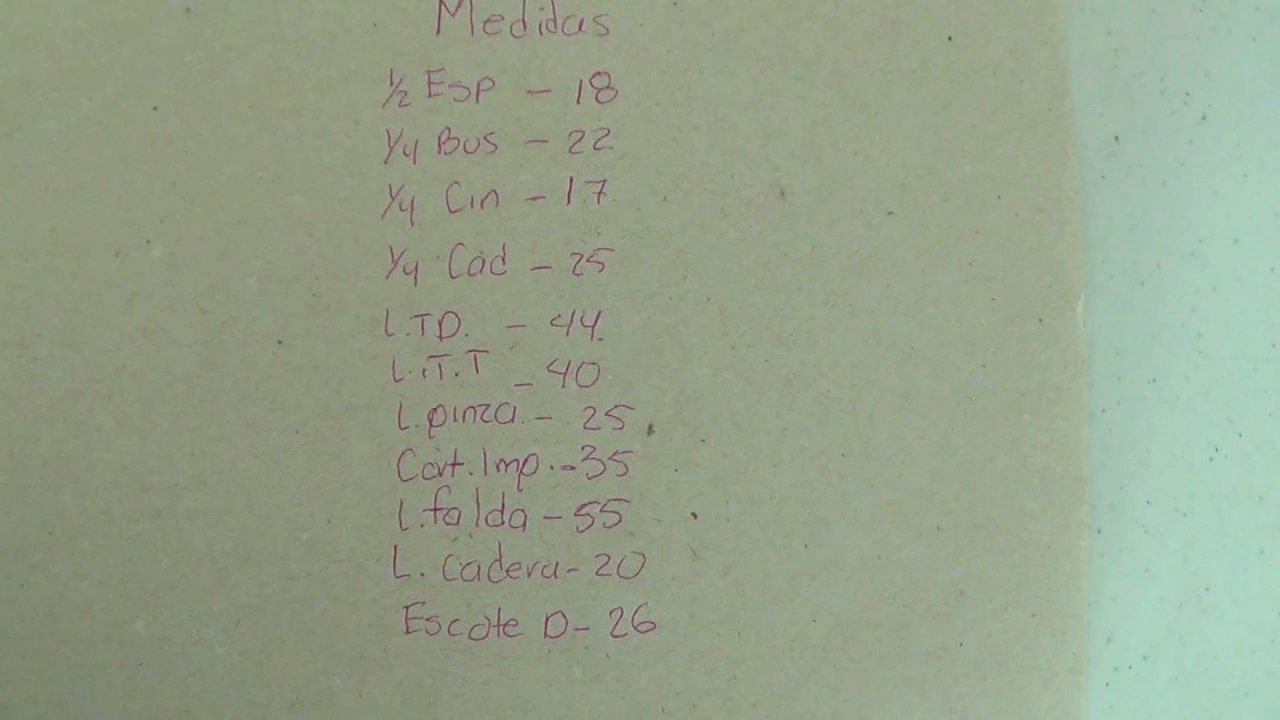 Medidas
1/2 Esp - 18
1/4 Bus - 22
1/4 Cin - 17
1/4 Cad - 25
L.TD. - 44
L.T.T - 40
L.pinza - 25
Cort. Imp. - 35
L.falda - 55
L. cadera - 20
Escote D - 26